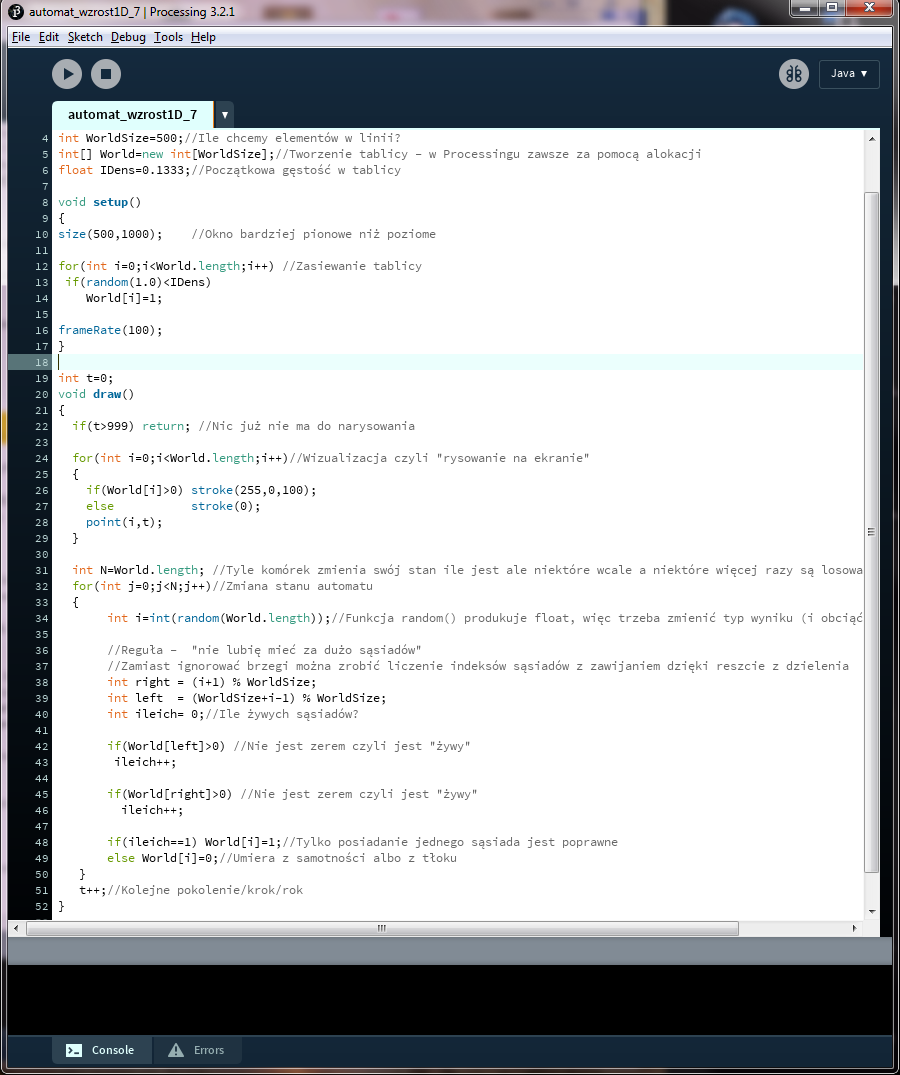 automat_wzrost1D_7 | Processing 3.2.1
File Edit Sketch Debug Tools Help
Java ▼
automat_wzrost1D_7 ▼
4 int WorldSize=500;//Ile chcemy elementów w linii?
5 int[] World=new int[WorldSize];//Tworzenie tablicy - w Processingu zawsze za pomocą alokacji
6 float IDens=0.1333;//Początkowa gęstość w tablicy
7
8 void setup()
9 {
10 size(500,1000);    //Okno bardziej pionowe niż poziome
11
12 for(int i=0;i<World.length;i++) //Zasiewanie tablicy
13  if(random(1.0)<IDens)
14     World[i]=1;
15
16 frameRate(100);
17 }
18
19 int t=0;
20 void draw()
21 {
22   if(t>999) return; //Nic już nie ma do narysowania
23
24   for(int i=0;i<World.length;i++)//Wizualizacja czyli "rysowanie na ekranie"
25   {
26     if(World[i]>0) stroke(255,0,100);
27     else           stroke(0);
28     point(i,t);
29   }
30
31   int N=World.length; //Tyle komórek zmienia swój stan ile jest ale niektóre wcale a niektóre więcej razy są losowa
32   for(int j=0;j<N;j++)//Zmiana stanu automatu
33   {
34        int i=int(random(World.length));//Funkcja random() produkuje float, więc trzeba zmienić typ wyniku (i obciąć
35
36        //Reguła -  "nie lubię mieć za dużo sąsiadów"
37        //Zamiast ignorować brzegi można zrobić liczenie indeksów sąsiadów z zawijaniem dzięki reszcie z dzielenia
38        int right = (i+1) % WorldSize;
39        int left  = (WorldSize+i-1) % WorldSize;
40        int ileich= 0;//Ile żywych sąsiadów?
41
42        if(World[left]>0) //Nie jest zerem czyli jest "żywy"
43         ileich++;
44
45        if(World[right]>0) //Nie jest zerem czyli jest "żywy"
46          ileich++;
47
48        if(ileich==1) World[i]=1;//Tylko posiadanie jednego sąsiada jest poprawne
49        else World[i]=0;//Umiera z samotności albo z tłoku
50    }
51    t++;//Kolejne pokolenie/krok/rok
52 }
Console Errors